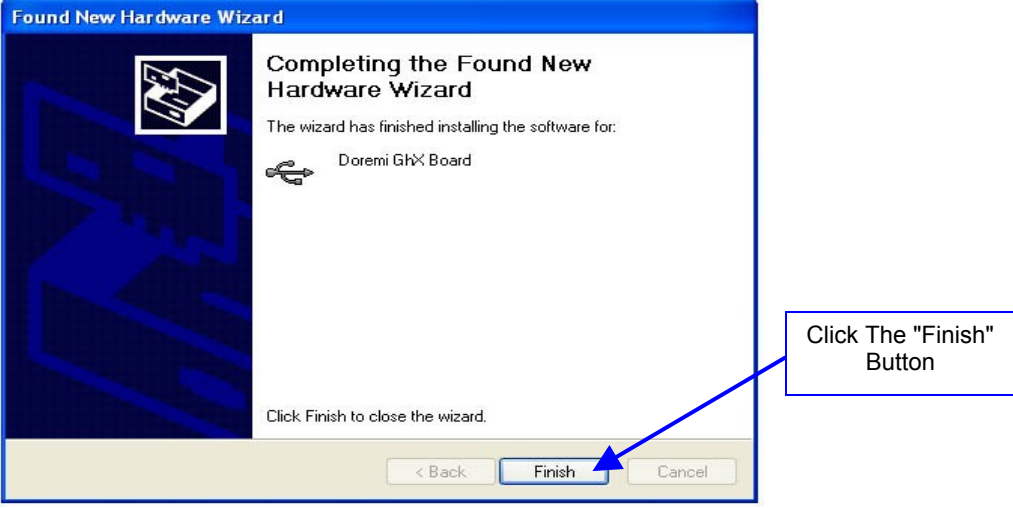 Found New Hardware Wizard
Completing the Found New
Hardware Wizard
The wizard has finished installing the software for:
Doremi GhX Board
Click The "Finish"
Button
Click Finish to close the wizard.
< Back
Finish
Cancel